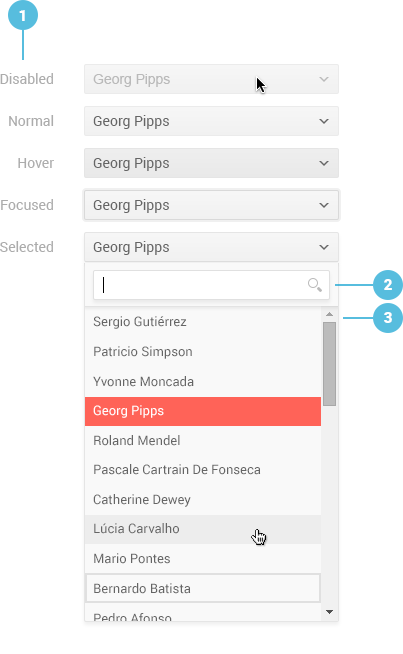 1
Disabled Georg Pipps
Normal Georg Pipps
Hover Georg Pipps
Focused Georg Pipps
Selected Georg Pipps
2
3
Sergio Gutiérrez
Patricio Simpson
Yvonne Moncada
Georg Pipps
Roland Mendel
Pascale Cartrain De Fonseca
Catherine Dewey
Lúcia Carvalho
Mario Pontes
Bernardo Batista
Pedro Afonso